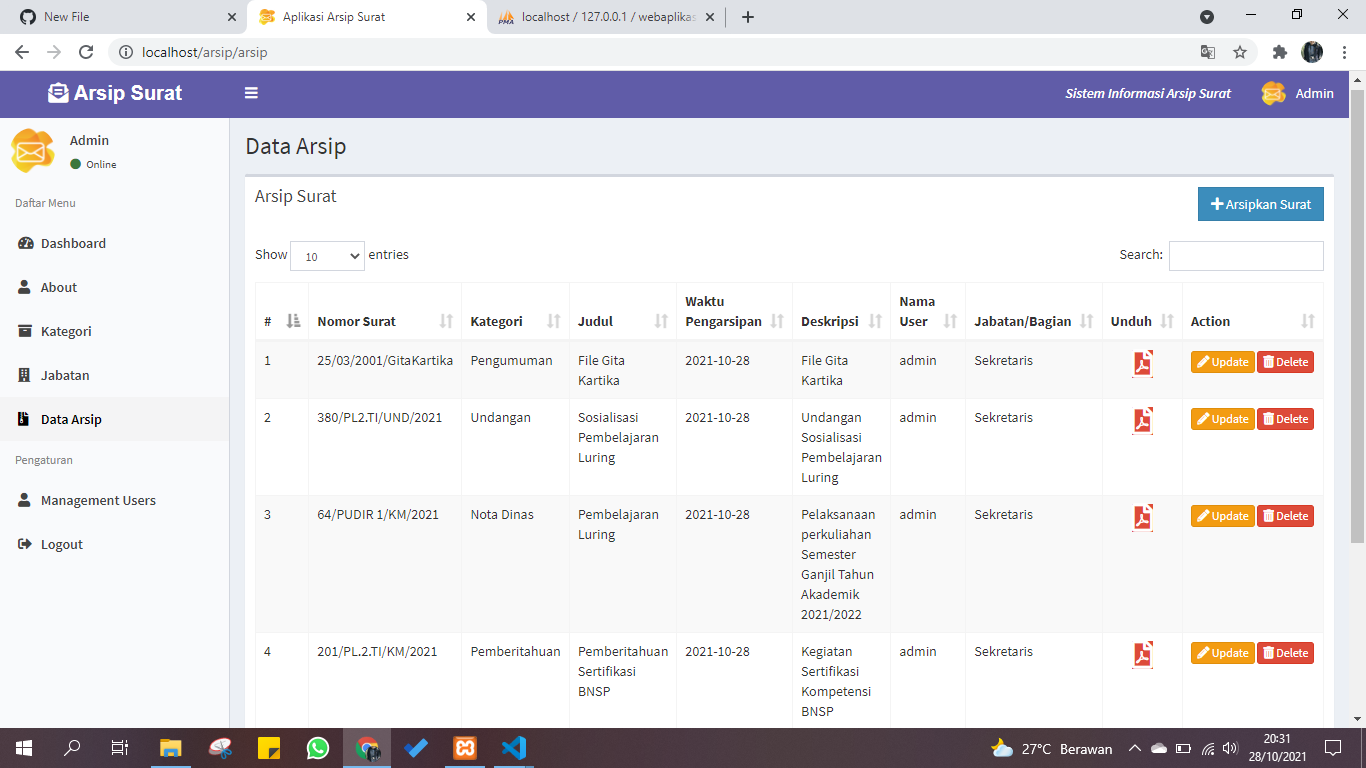 New File
Aplikasi Arsip Surat
localhost / 127.0.0.1 / webaplikas
localhost/arsip/arsip
Arsip Surat
Sistem Informasi Arsip Surat
Admin
Admin
Online
Daftar Menu
Dashboard
About
Kategori
Jabatan
Data Arsip
Pengaturan
Management Users
Logout
Data Arsip
Arsip Surat
Arsipkan Surat
Show 10 entries
Search:
# Nomor Surat Kategori Judul Waktu Pengarsipan Deskripsi Nama User Jabatan/Bagian Unduh Action
1 25/03/2001/GitaKartika Pengumuman File Gita Kartika 2021-10-28 File Gita Kartika admin Sekretaris Update Delete
2 380/PL2.TI/UND/2021 Undangan Sosialisasi Pembelajaran Luring 2021-10-28 Undangan Sosialisasi Pembelajaran Luring admin Sekretaris Update Delete
3 64/PUDIR 1/KM/2021 Nota Dinas Pembelajaran Luring 2021-10-28 Pelaksanaan perkuliahan Semester Ganjil Tahun Akademik 2021/2022 admin Sekretaris Update Delete
4 201/PL.2.TI/KM/2021 Pemberitahuan Pemberitahuan Sertifikasi BNSP 2021-10-28 Kegiatan Sertifikasi Kompetensi BNSP admin Sekretaris Update Delete
27°C Berawan
20:31
28/10/2021